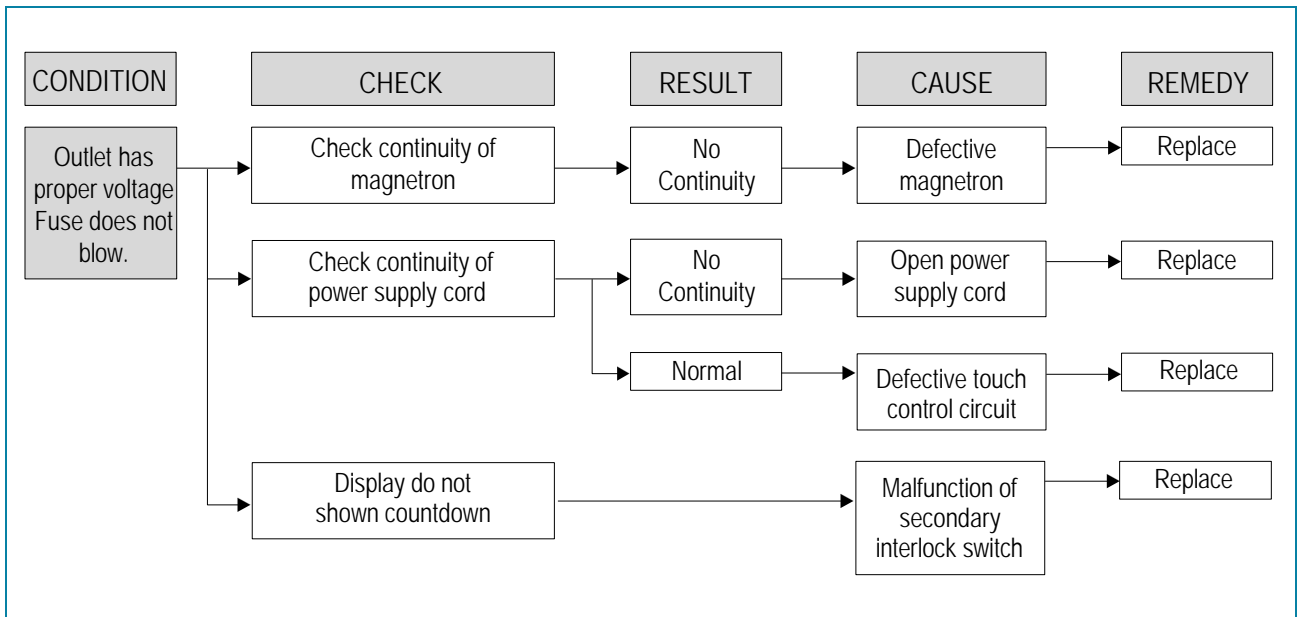 CONDITION
CHECK
RESULT
CAUSE
REMEDY
Outlet has
proper voltage
Fuse does not
blow.
Check continuity of
magnetron
No
Continuity
Defective
magnetron
Replace
Check continuity of
power supply cord
No
Continuity
Open power
supply cord
Replace
Normal
Defective touch
control circuit
Replace
Display do not
shown countdown
Malfunction of
secondary
interlock switch
Replace